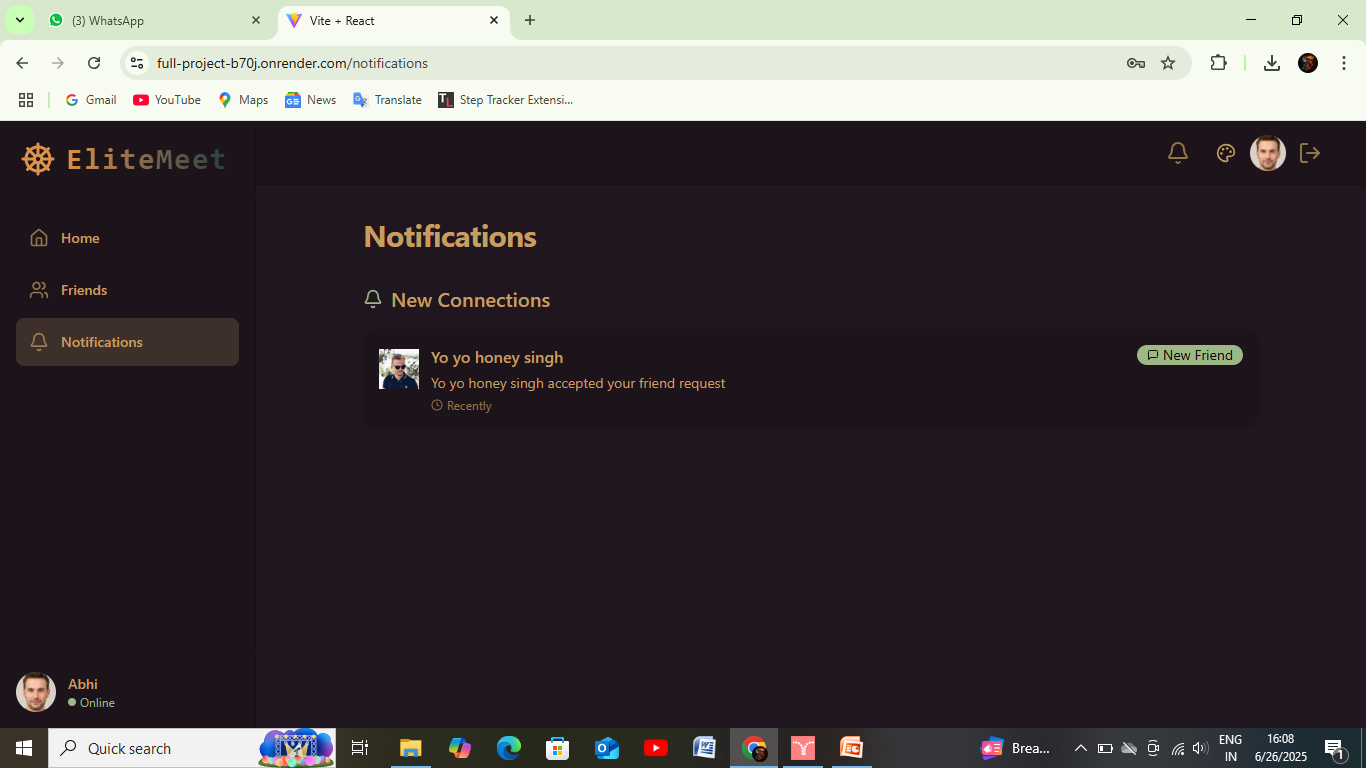 (3) WhatsApp
Vite + React
full-project-b70j.onrender.com/notifications
Gmail
YouTube
Maps
News
Translate
Step Tracker Extensi...
EliteMeet
Home
Friends
Notifications
Notifications
New Connections
Yo yo honey singh
New Friend
Yo yo honey singh accepted your friend request
Recently
Abhi
Online
Quick search
Brea...
ENG
IN
16:08
6/26/2025
1